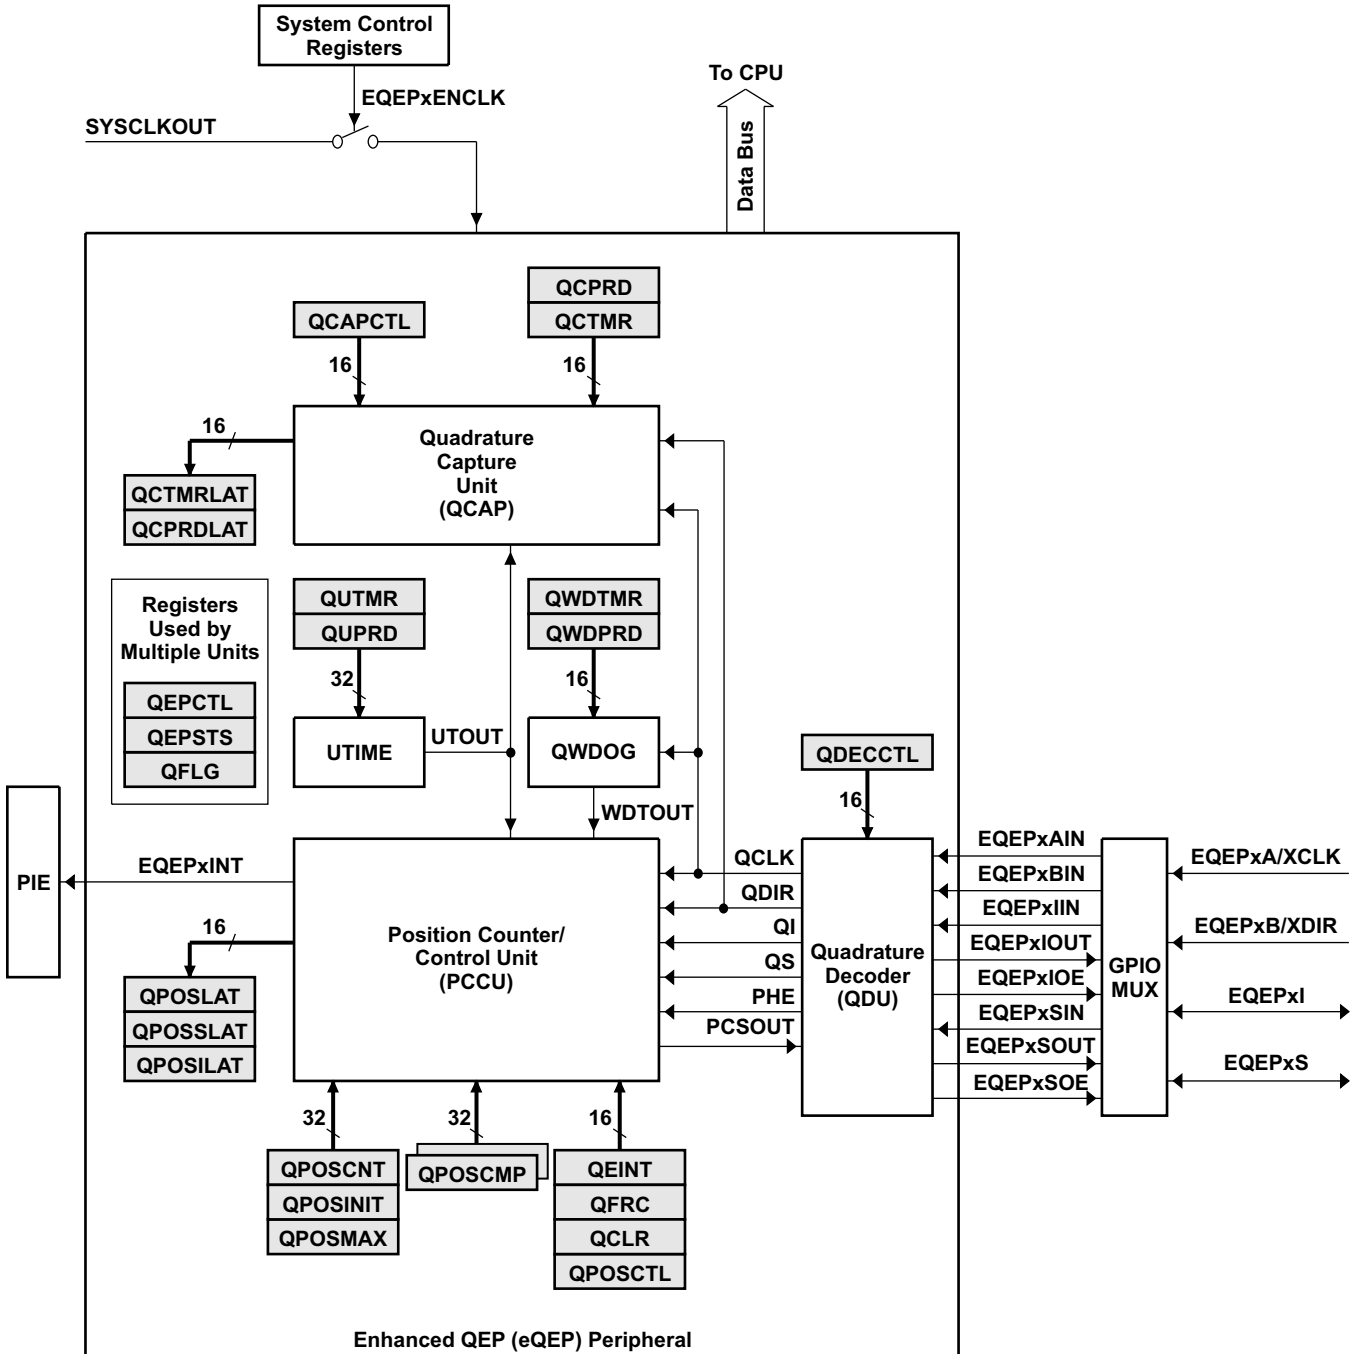 System Control
Registers
To CPU
EQEPxENCLK
SYSCLKOUT
Data Bus
QCPRD
QCAPCTL
QCTMR
16
16
16
Quadrature
Capture
Unit
(QCAP)
QCTMRLAT
QCPRDLAT
Registers
Used by
Multiple Units
QEPCTL
QEPSTS
QFLG
QUTMR
QUPRD
QWDTMR
QWDPRD
32
16
UTIME
UTOUT
QWDOG
QDECCTL
WDTOUT
16
PIE
EQEPxINT
16
Position Counter/
Control Unit
(PCCU)
QCLK
QDIR
QI
QS
PHE
PCSOUT
Quadrature
Decoder
(QDU)
EQEPxAIN
EQEPxBIN
EQEPxIIN
EQEPxIOUT
EQEPxIOE
EQEPxSIN
EQEPxSOUT
EQEPxSOE
GPIO
MUX
EQEPxA/XCLK
EQEPxB/XDIR
EQEPxI
EQEPxS
QPOSLAT
QPOSSLAT
QPOSILAT
32
32
16
QPOSCNT
QPOSINIT
QPOSMAX
QPOSCMP
QEINT
QFRC
QCLR
QPOSCTL
Enhanced QEP (eQEP) Peripheral